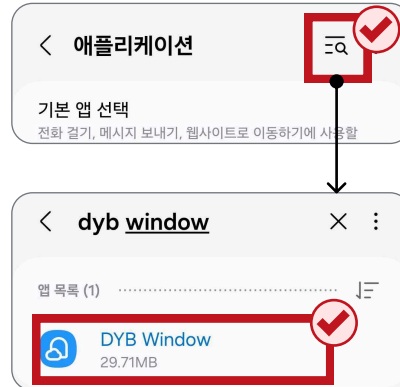 애플리케이션
기본 앱 선택
전화 걸기, 메시지 보내기, 웹사이트로 이동하기에 사용할
dyb window
앱 목록 (1)
DYB Window
29.71MB